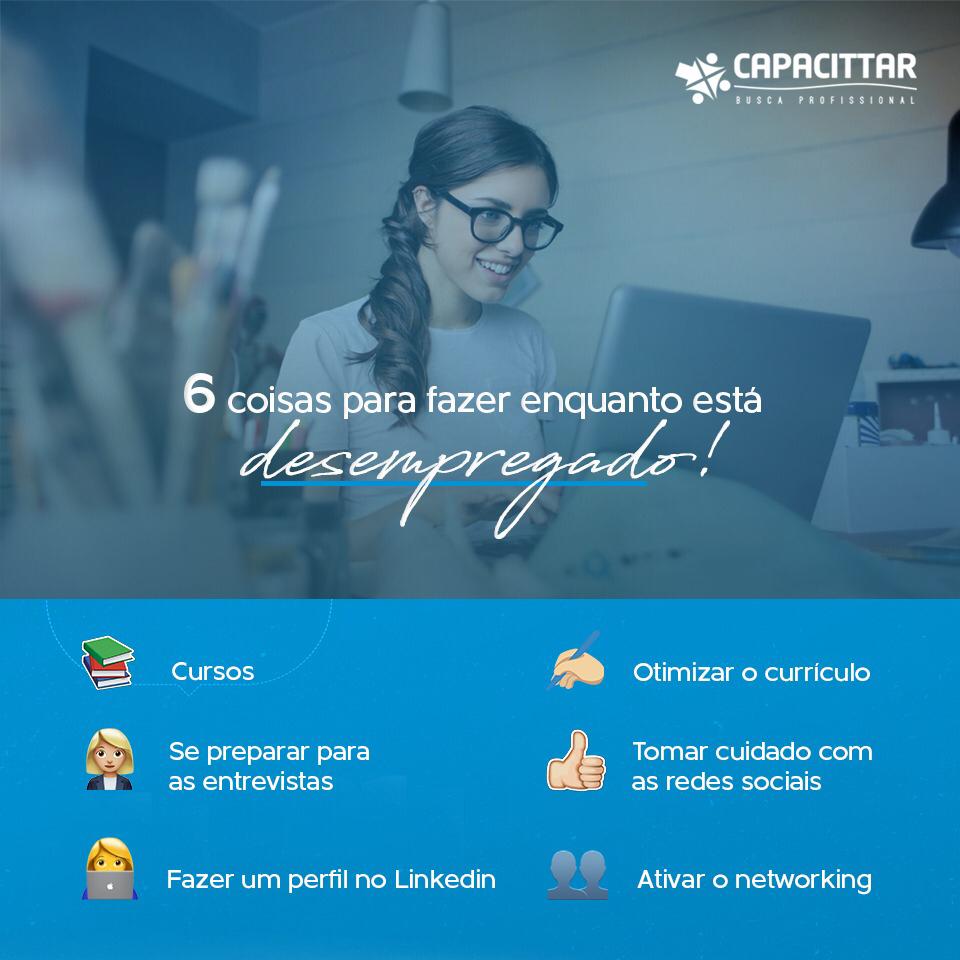 CAPACITTAR
BUSCA PROFISSIONAL
6 coisas para fazer enquanto está
desempregado!
Cursos
Otimizar o currículo
Se preparar para
as entrevistas
Tomar cuidado com
as redes sociais
Fazer um perfil no Linkedin
Ativar o networking